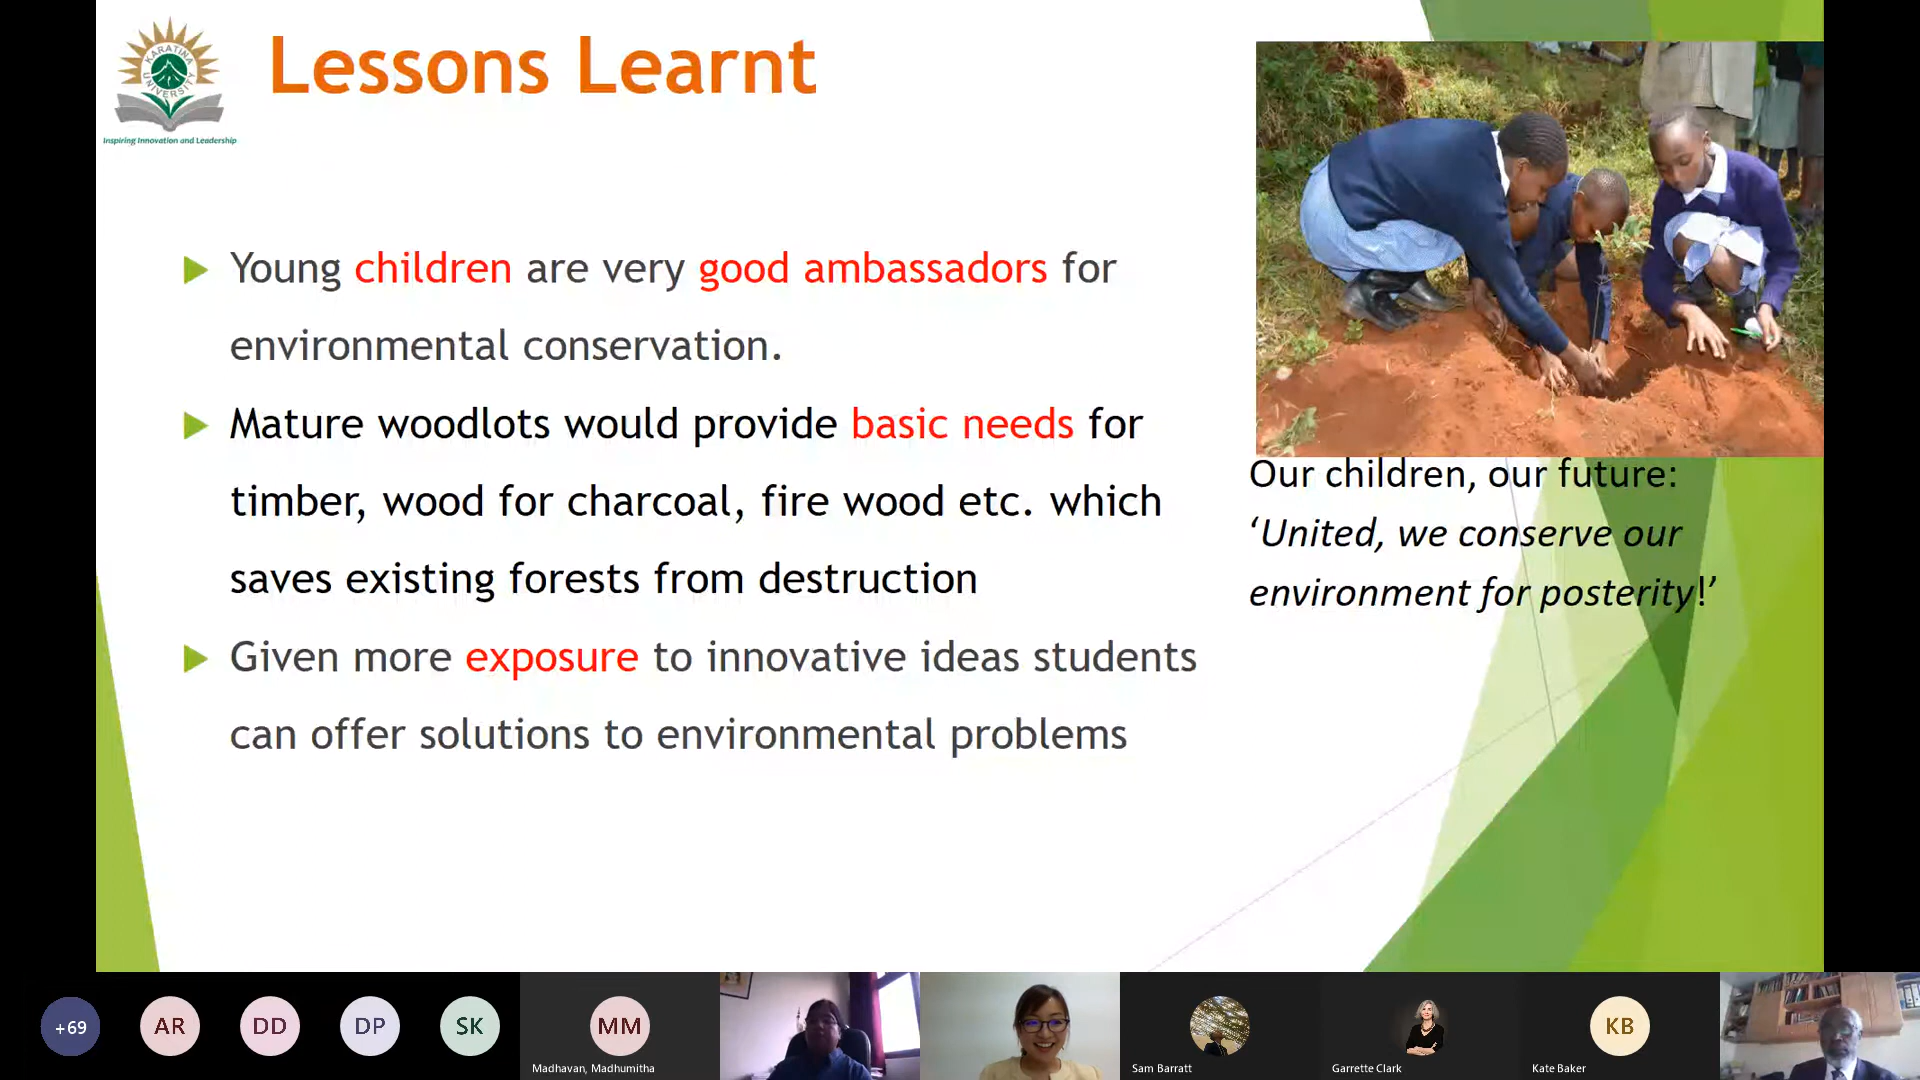 KARATINA
UNIVERSITY
Inspiring Innovation and Leadership
Lessons Learnt
Young children are very good ambassadors for
environmental conservation.
Mature woodlots would provide basic needs for
timber, wood for charcoal, fire wood etc. which
saves existing forests from destruction
Given more exposure to innovative ideas students
can offer solutions to environmental problems
Our children, our future:
‘United, we conserve our
environment for posterity!’
+69
AR
DD
DP
SK
MM
Madhavan, Madhumitha
Sam Barratt
Garrette Clark
KB
Kate Baker